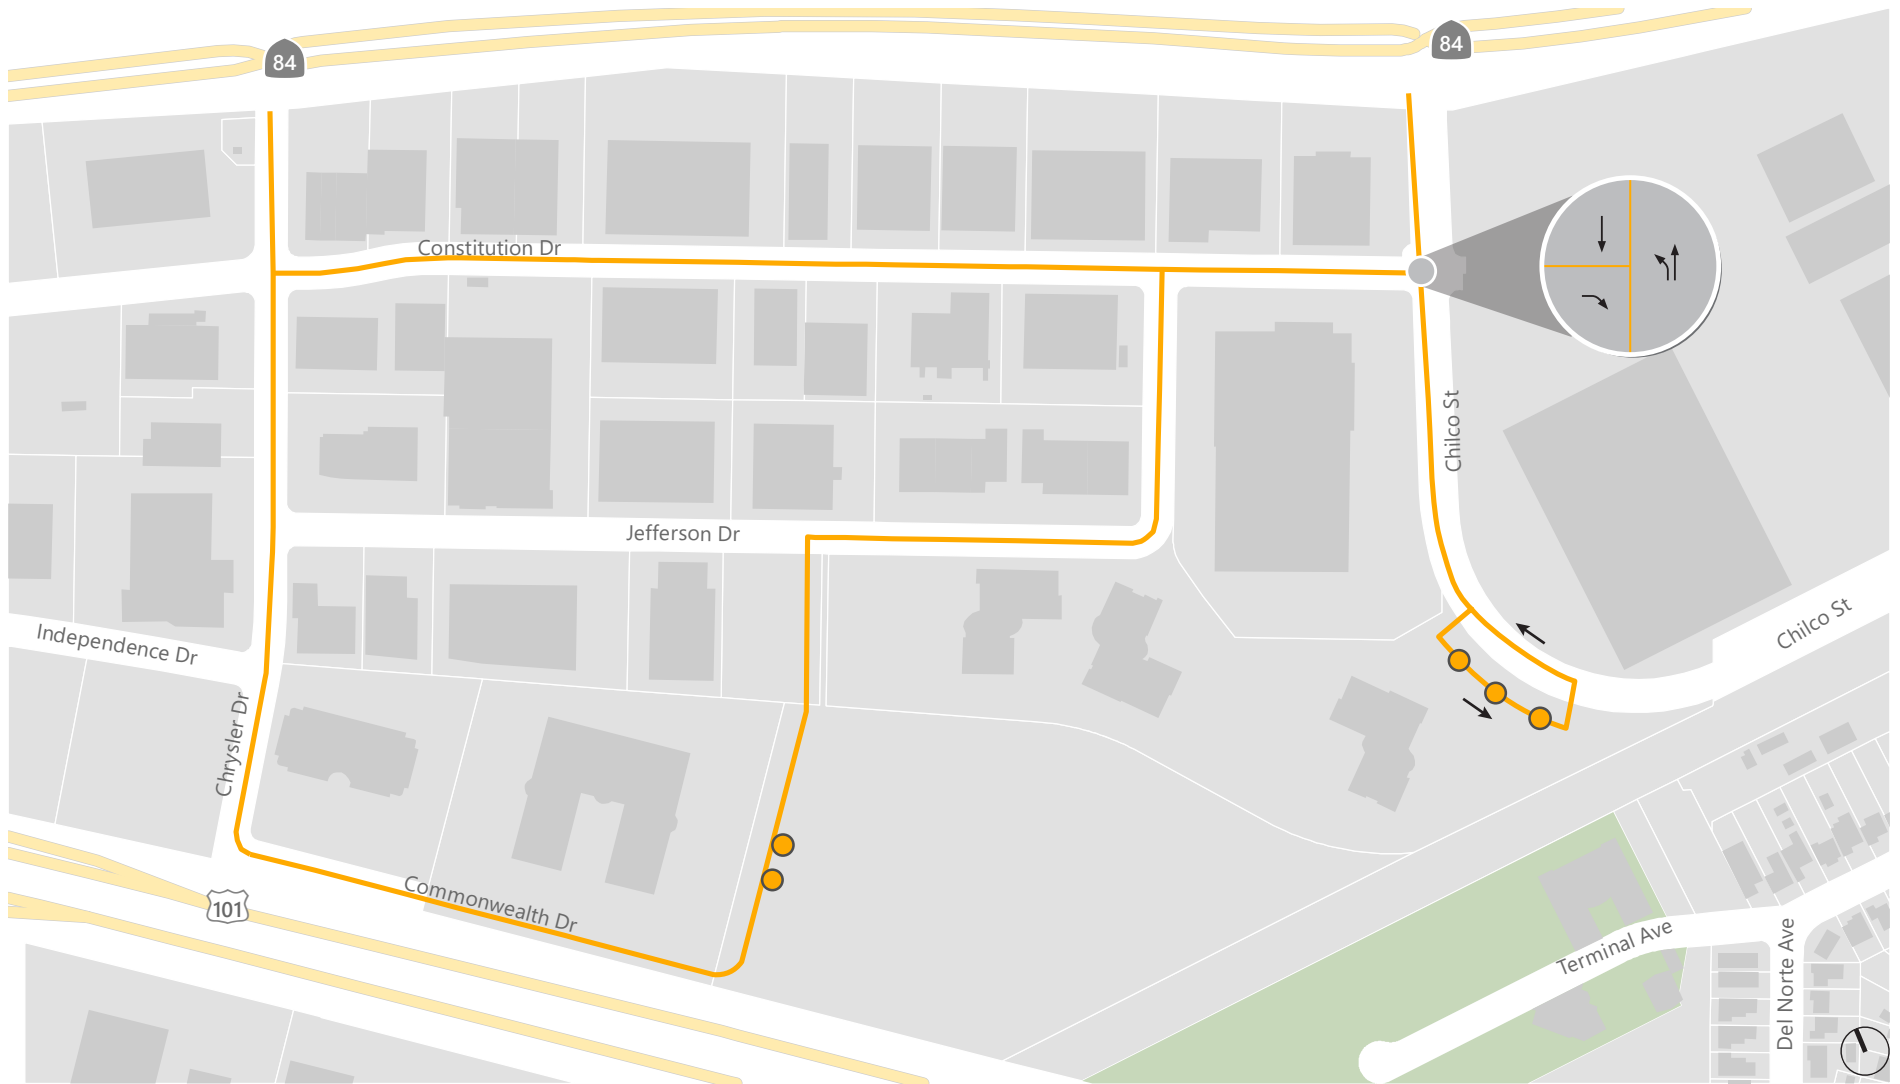 84
84
Constitution Dr
Chilco St
Jefferson Dr
Chilco St
Independence Dr
Chrysler Dr
Commonwealth Dr
101
Terminal Ave
Del Norte Ave